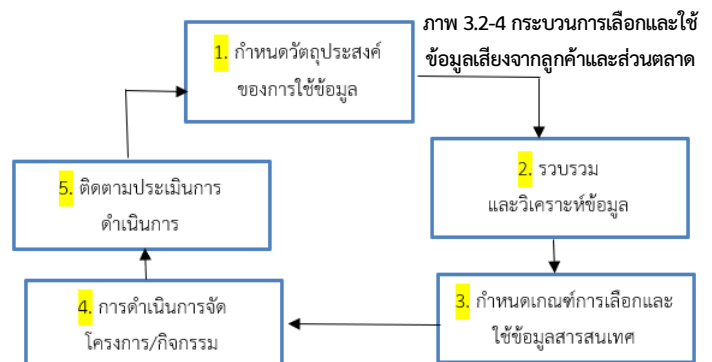 ภาพ 3.2-4 กระบวนการเลือกและใช้
ข้อมูลเสียงจากลูกค้าและส่วนตลาด
1. กำหนดวัตถุประสงค์
ของการใช้ข้อมูล
2. รวบรวม
และวิเคราะห์ข้อมูล
3. กำหนดเกณฑ์การเลือกและ
ใช้ข้อมูลสารสนเทศ
4. การดำเนินการจัด
โครงการ/กิจกรรม
5. ติดตามประเมินการ
ดำเนินการ